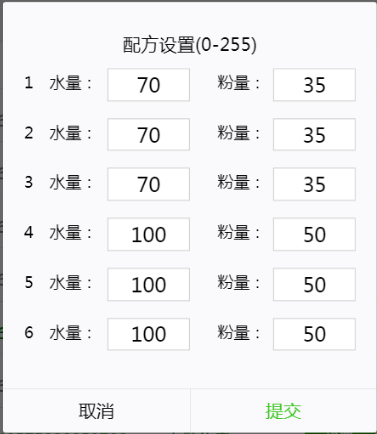 配方设置(0-255)
1 水量： 70 粉量： 35
2 水量： 70 粉量： 35
3 水量： 70 粉量： 35
4 水量： 100 粉量： 50
5 水量： 100 粉量： 50
6 水量： 100 粉量： 50
取消 提交